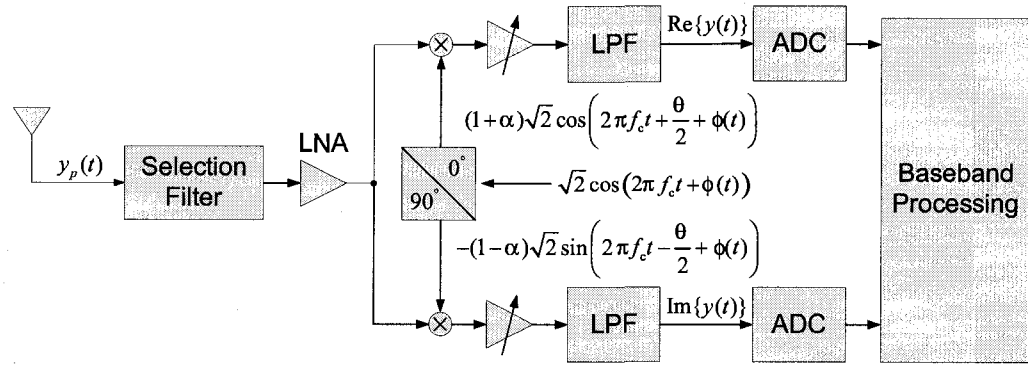 y_p(t)
Selection
Filter
LNA
LPF
Re{y(t)}
ADC
(1+α)√2 cos(2πf_c t + θ/2 + ϕ(t))
0°
90°
√2 cos(2πf_c t + ϕ(t))
-(1-α)√2 sin(2πf_c t - θ/2 + ϕ(t))
LPF
Im{y(t)}
ADC
Baseband
Processing